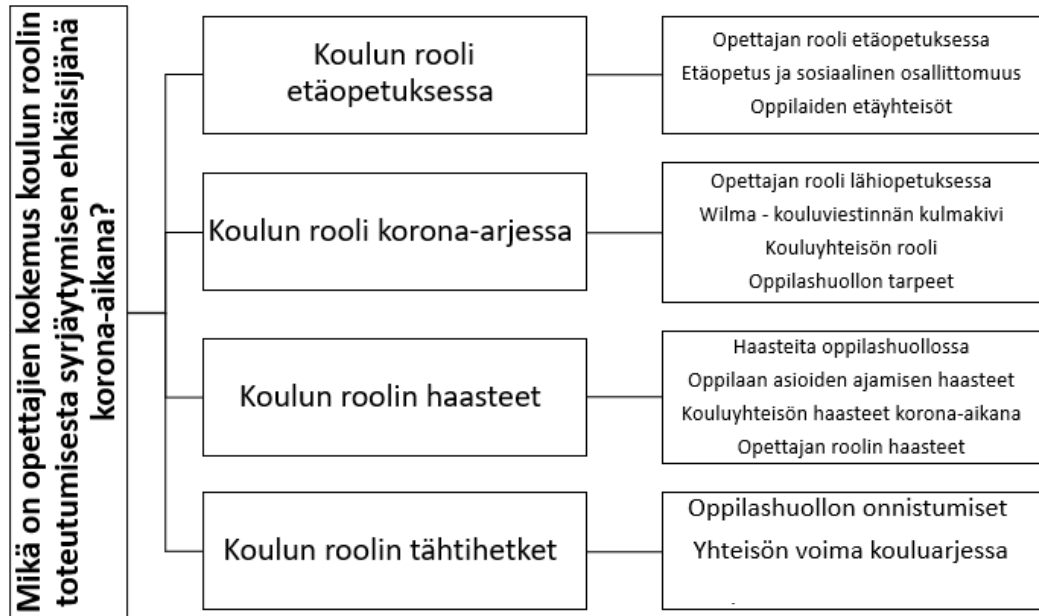 Mikä on opettajien kokemus koulun roolin
toteutumisesta syrjäytymisen ehkäisijänä
korona-aikana?
Koulun rooli
etäopetuksessa
Opettajan rooli etäopetuksessa
Etäopetus ja sosiaalinen osallittomuus
Oppilaiden etäyhteisöt
Koulun rooli korona-arjessa
Opettajan rooli lähiopetuksessa
Wilma - kouluviestinnän kulmakivi
Kouluyhteisön rooli
Oppilashuollon tarpeet
Koulun roolin haasteet
Haasteita oppilashuollossa
Oppilaan asioiden ajamisen haasteet
Kouluyhteisön haasteet korona-aikana
Opettajan roolin haasteet
Koulun roolin tähtihetket
Oppilashuollon onnistumiset
Yhteisön voima kouluarjessa